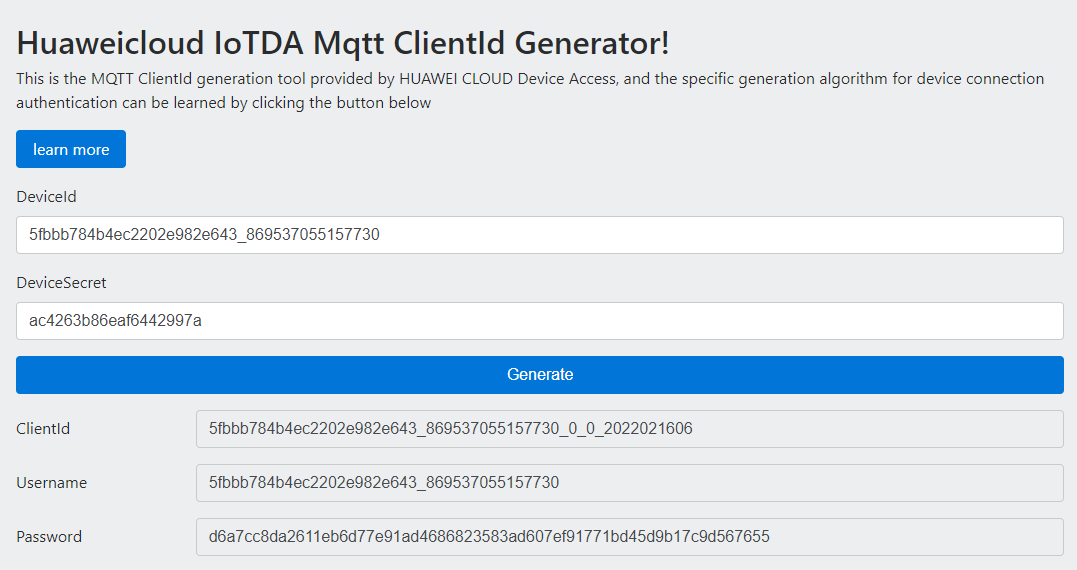 Huaweicloud IoTDA Mqtt ClientId Generator!
This is the MQTT ClientId generation tool provided by HUAWEI CLOUD Device Access, and the specific generation algorithm for device connection
authentication can be learned by clicking the button below
learn more
DeviceId
5fbbb784b4ec2202e982e643_869537055157730
DeviceSecret
ac4263b86eaf6442997a
Generate
ClientId 5fbbb784b4ec2202e982e643_869537055157730_0_0_2022021606
Username 5fbbb784b4ec2202e982e643_869537055157730
Password d6a7cc8da2611eb6d77e91ad4686823583ad607ef91771bd45d9b17c9d567655